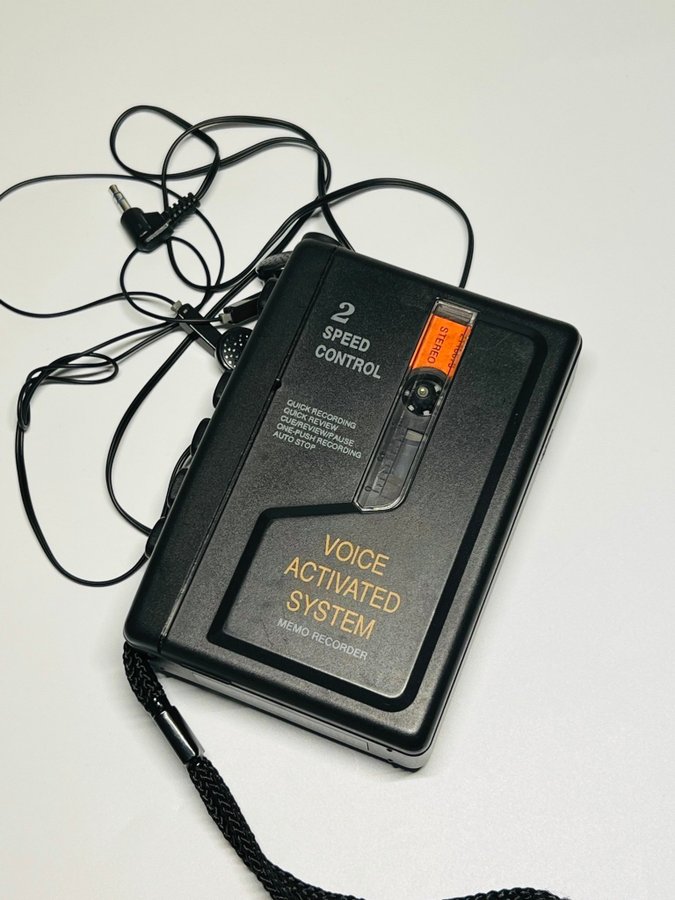 2
SPEED
CONTROL
STEREO
QUICK RECORDING
QUICK REVIEW
CUE/REVIEW/PAUSE
ONE-PUSH RECORDING
AUTO STOP
0
VOICE
ACTIVATED
SYSTEM
MEMO RECORDER